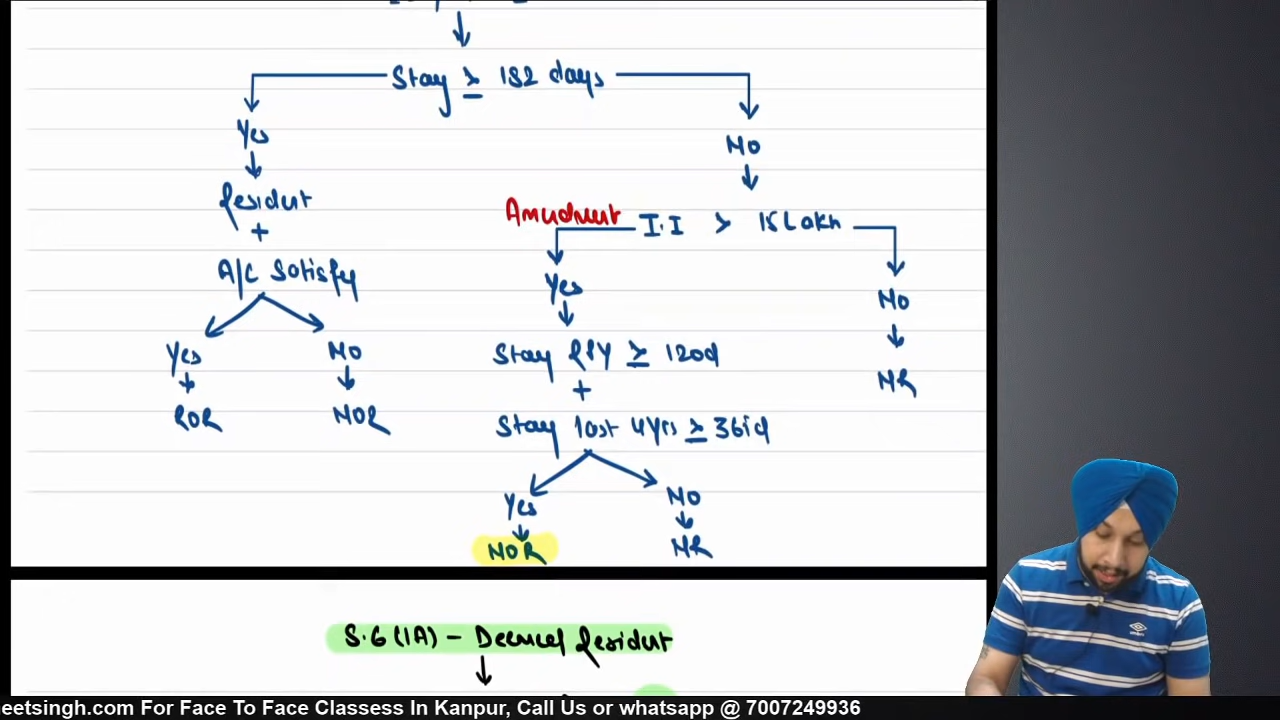 Stay ≥ 182 days
Yes
No
Resident
+
A/C Satisfy
Yes
No
ROR
NOR
Amendment
I.I > 15 Lakh
Yes
No
NR
Stay RPY ≥ 120d
+
Stay last 4yrs ≥ 361d
Yes
No
NOR
NR
S.6(1A) - Deemed Resident
eetsingh.com For Face To Face Classess In Kanpur, Call Us or whatsapp @ 7007249936